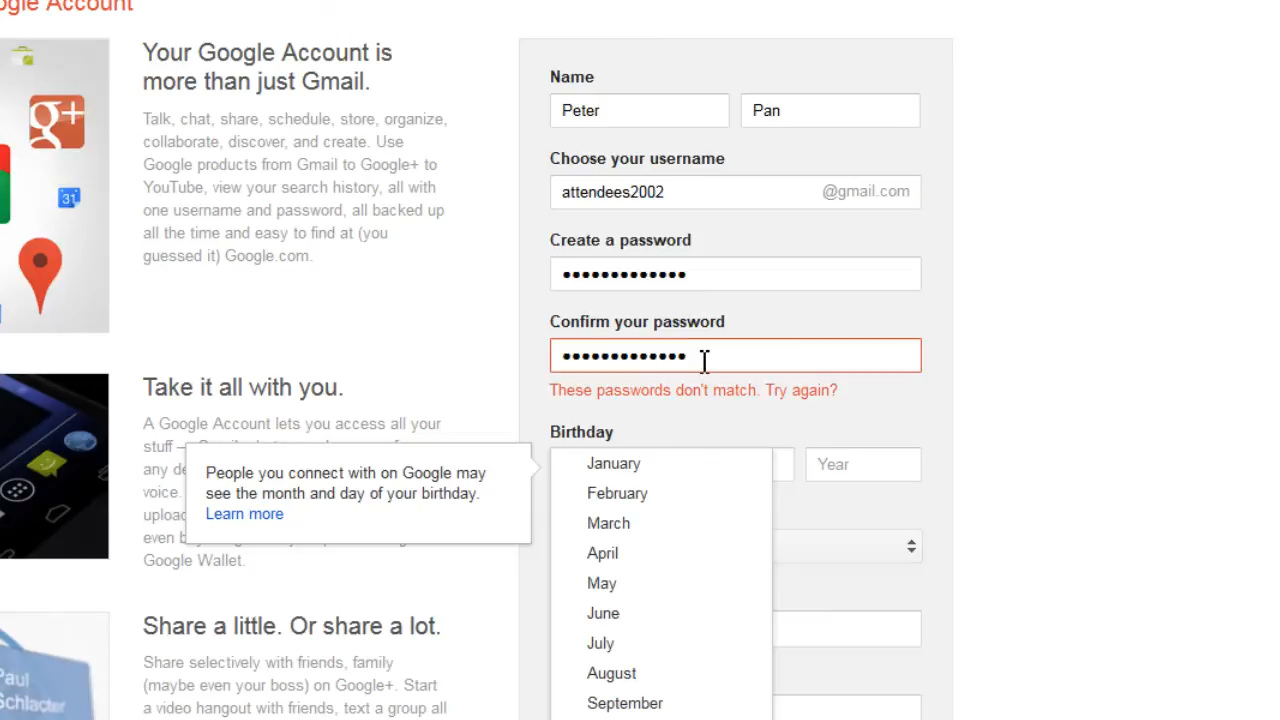 ogle Account
Your Google Account is
more than just Gmail.
Talk, chat, share, schedule, store, organize,
collaborate, discover, and create. Use
Google products from Gmail to Google+ to
YouTube, view your search history, all with
one username and password, all backed up
all the time and easy to find at (you
guessed it) Google.com.
g+
31
Take it all with you.
A Google Account lets you access all your
stuff —
any de
voice.
upload
even b
Google Wallet.
People you connect with on Google may
see the month and day of your birthday.
Learn more
Share a little. Or share a lot.
Share selectively with friends, family
(maybe even your boss) on Google+. Start
a video hangout with friends, text a group all
Paul
Schlacter
Name
Peter
Pan
Choose your username
attendees2002
@gmail.com
Create a password
•••••••••••••
Confirm your password
•••••••••••••
These passwords don't match. Try again?
Birthday
Year
January
February
March
April
May
June
July
August
September